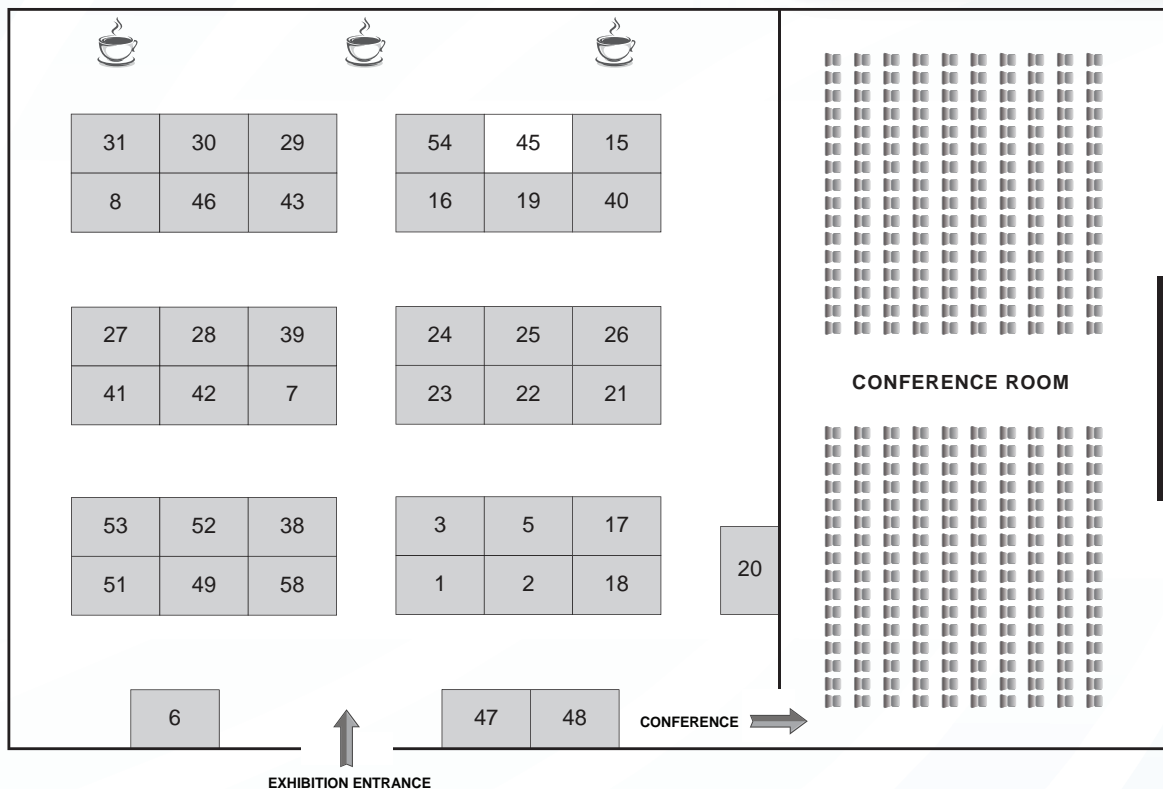 31 30 29 54 45 15
8 46 43 16 19 40
27 28 39 24 25 26
CONFERENCE ROOM
41 42 7 23 22 21
53 52 38 3 5 17
20
51 49 58 1 2 18
6 47 48 CONFERENCE
EXHIBITION ENTRANCE